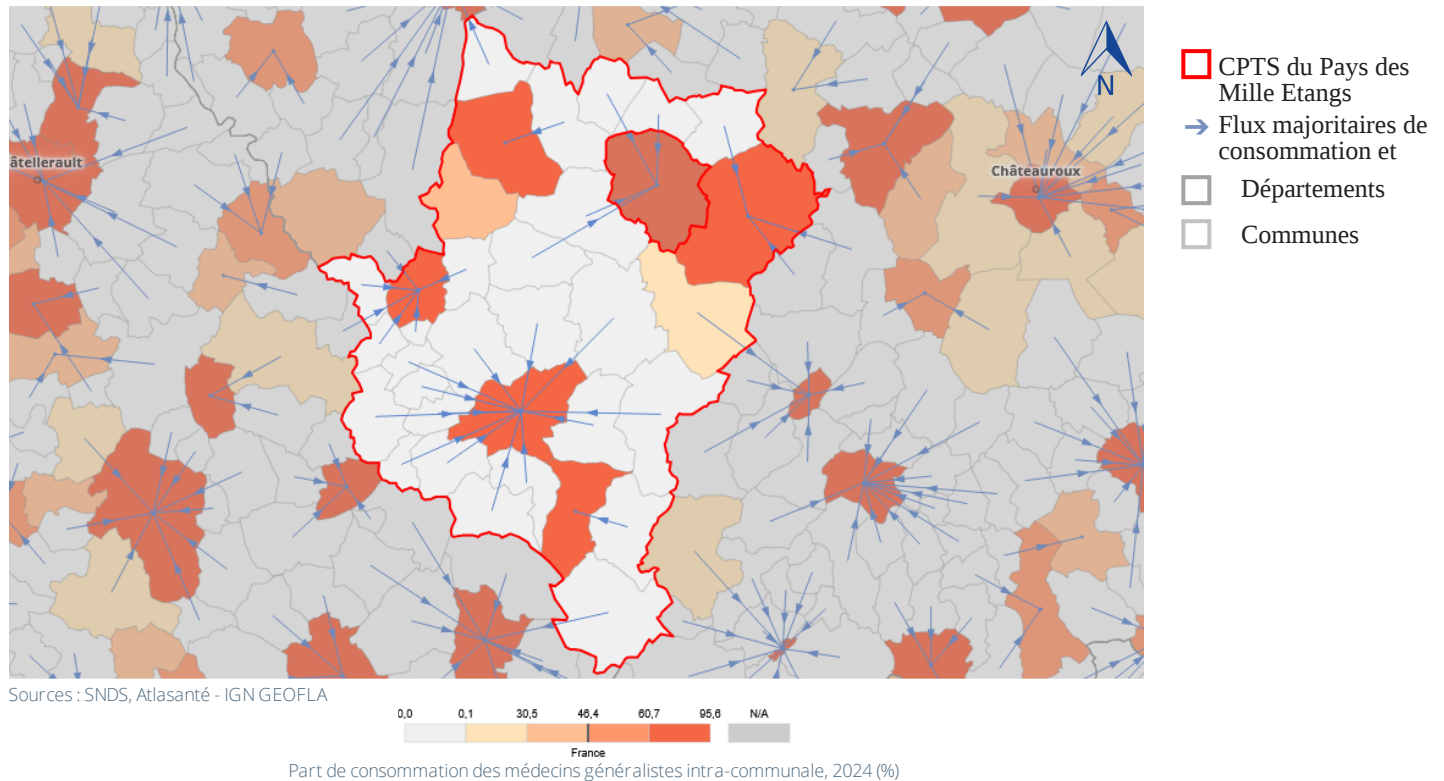 N
CPTS du Pays des
Mille Etangs
Flux majoritaires de
consommation et
Départements
Communes
âtellerault
Châteauroux
Sources : SNDS, Atlasanté - IGN GEOFLA
0,0 0,1 30,5 46,4 60,7 95,6 N/A
France
Part de consommation des médecins généralistes intra-communale, 2024 (%)